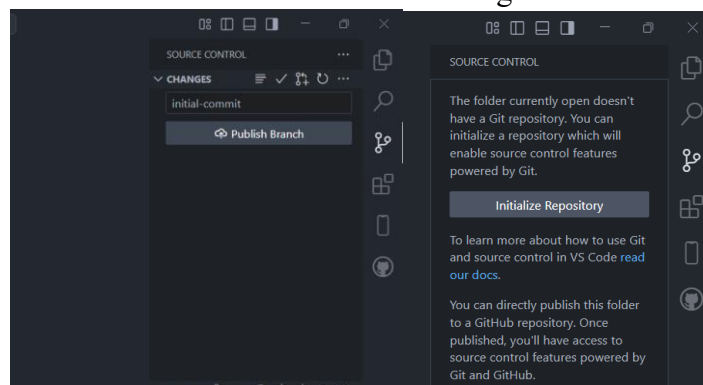 SOURCE CONTROL
CHANGES
initial-commit
Publish Branch
SOURCE CONTROL
The folder currently open doesn't
have a Git repository. You can
initialize a repository which will
enable source control features
powered by Git.
Initialize Repository
To learn more about how to use Git
and source control in VS Code read
our docs.
You can directly publish this folder
to a GitHub repository. Once
published, you'll have access to
source control features powered by
Git and GitHub.